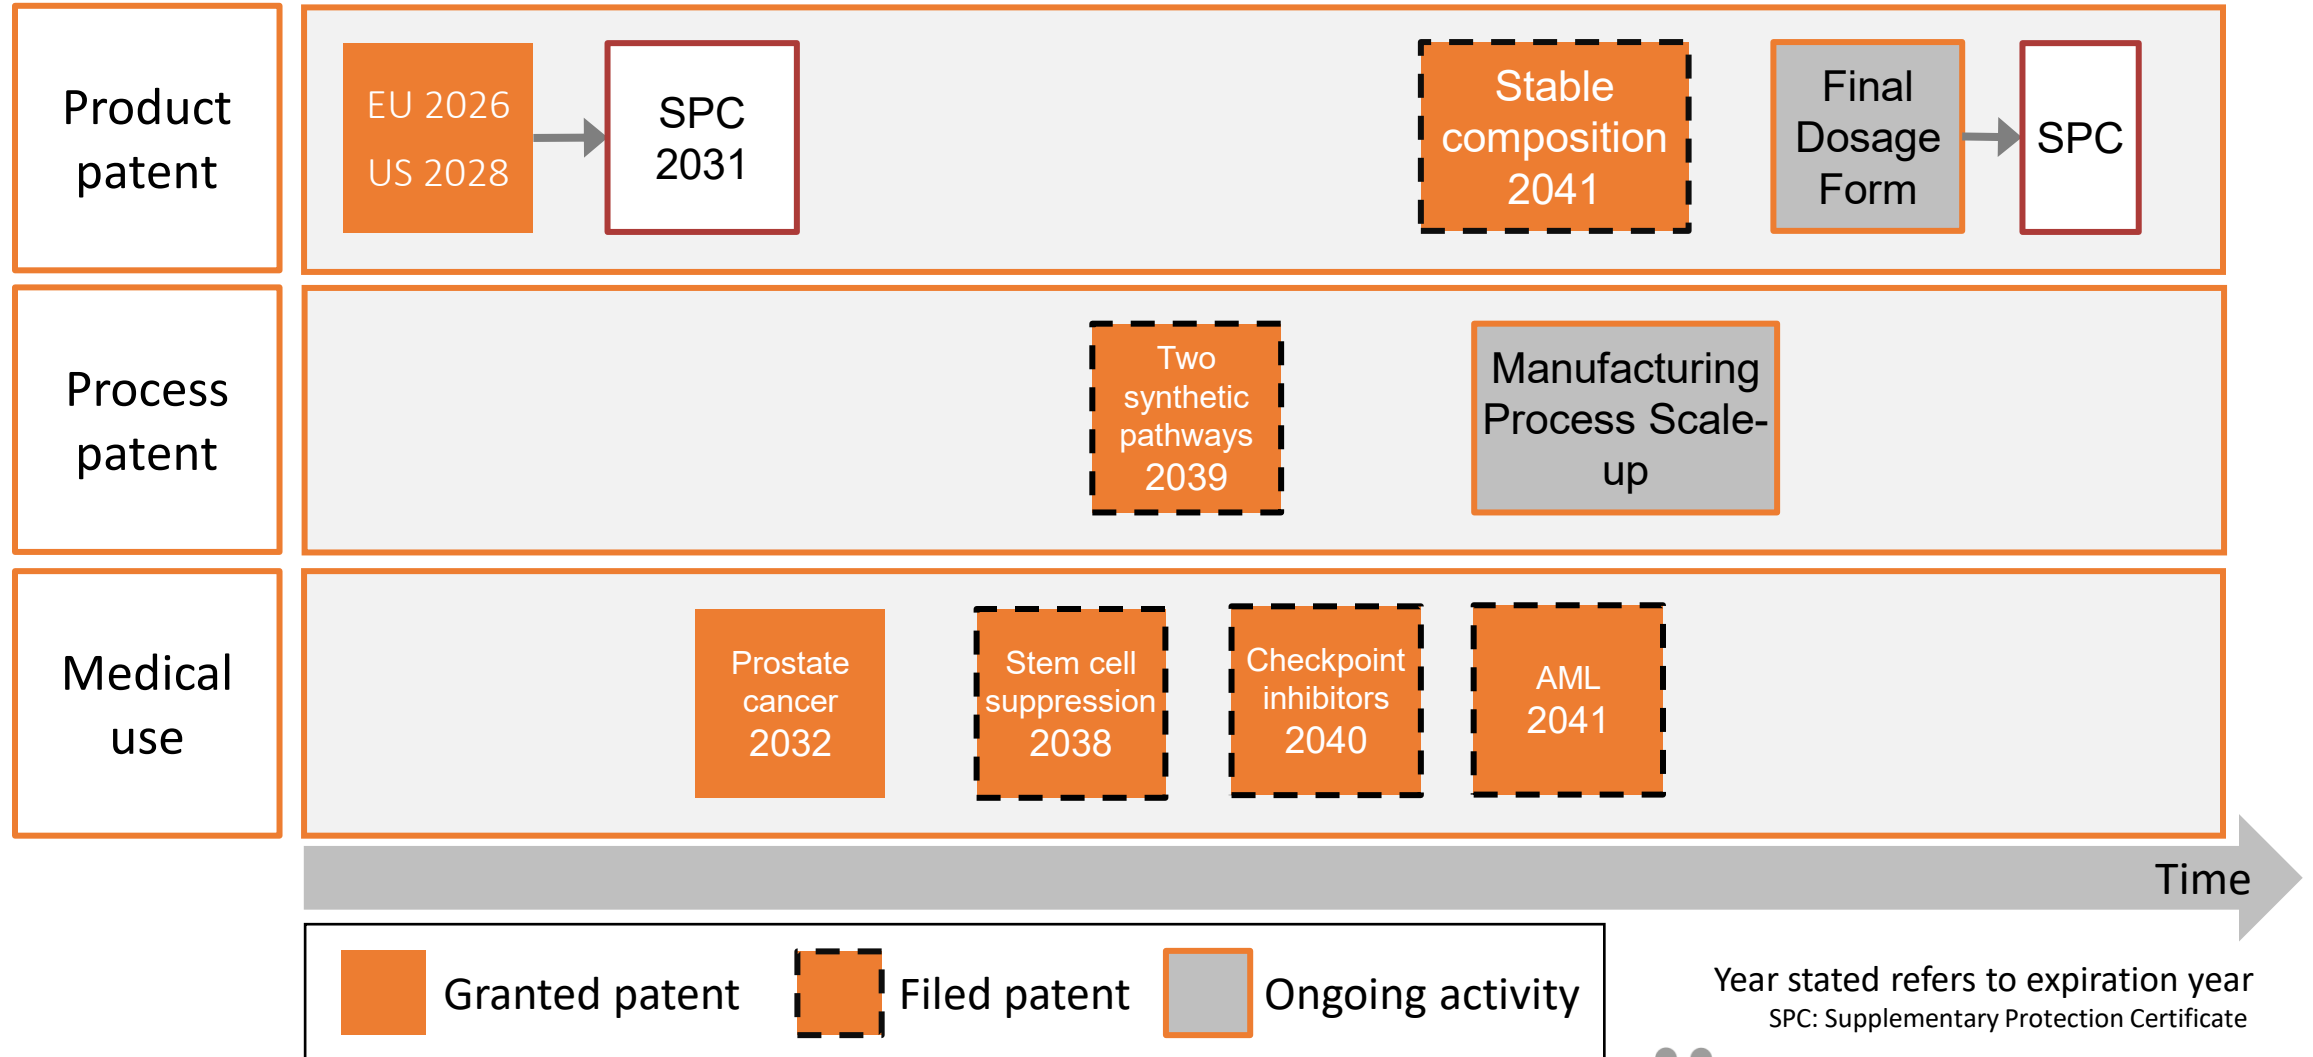 Product
patent
EU 2026
US 2028
SPC
2031
Stable
composition
2041
Final
Dosage
Form
SPC
Process
patent
Two
synthetic
pathways
2039
Manufacturing
Process Scale-
up
Medical
use
Prostate
cancer
2032
Stem cell
suppression
2038
Checkpoint
inhibitors
2040
AML
2041
Time
Granted patent
Filed patent
Ongoing activity
Year stated refers to expiration year
SPC: Supplementary Protection Certificate